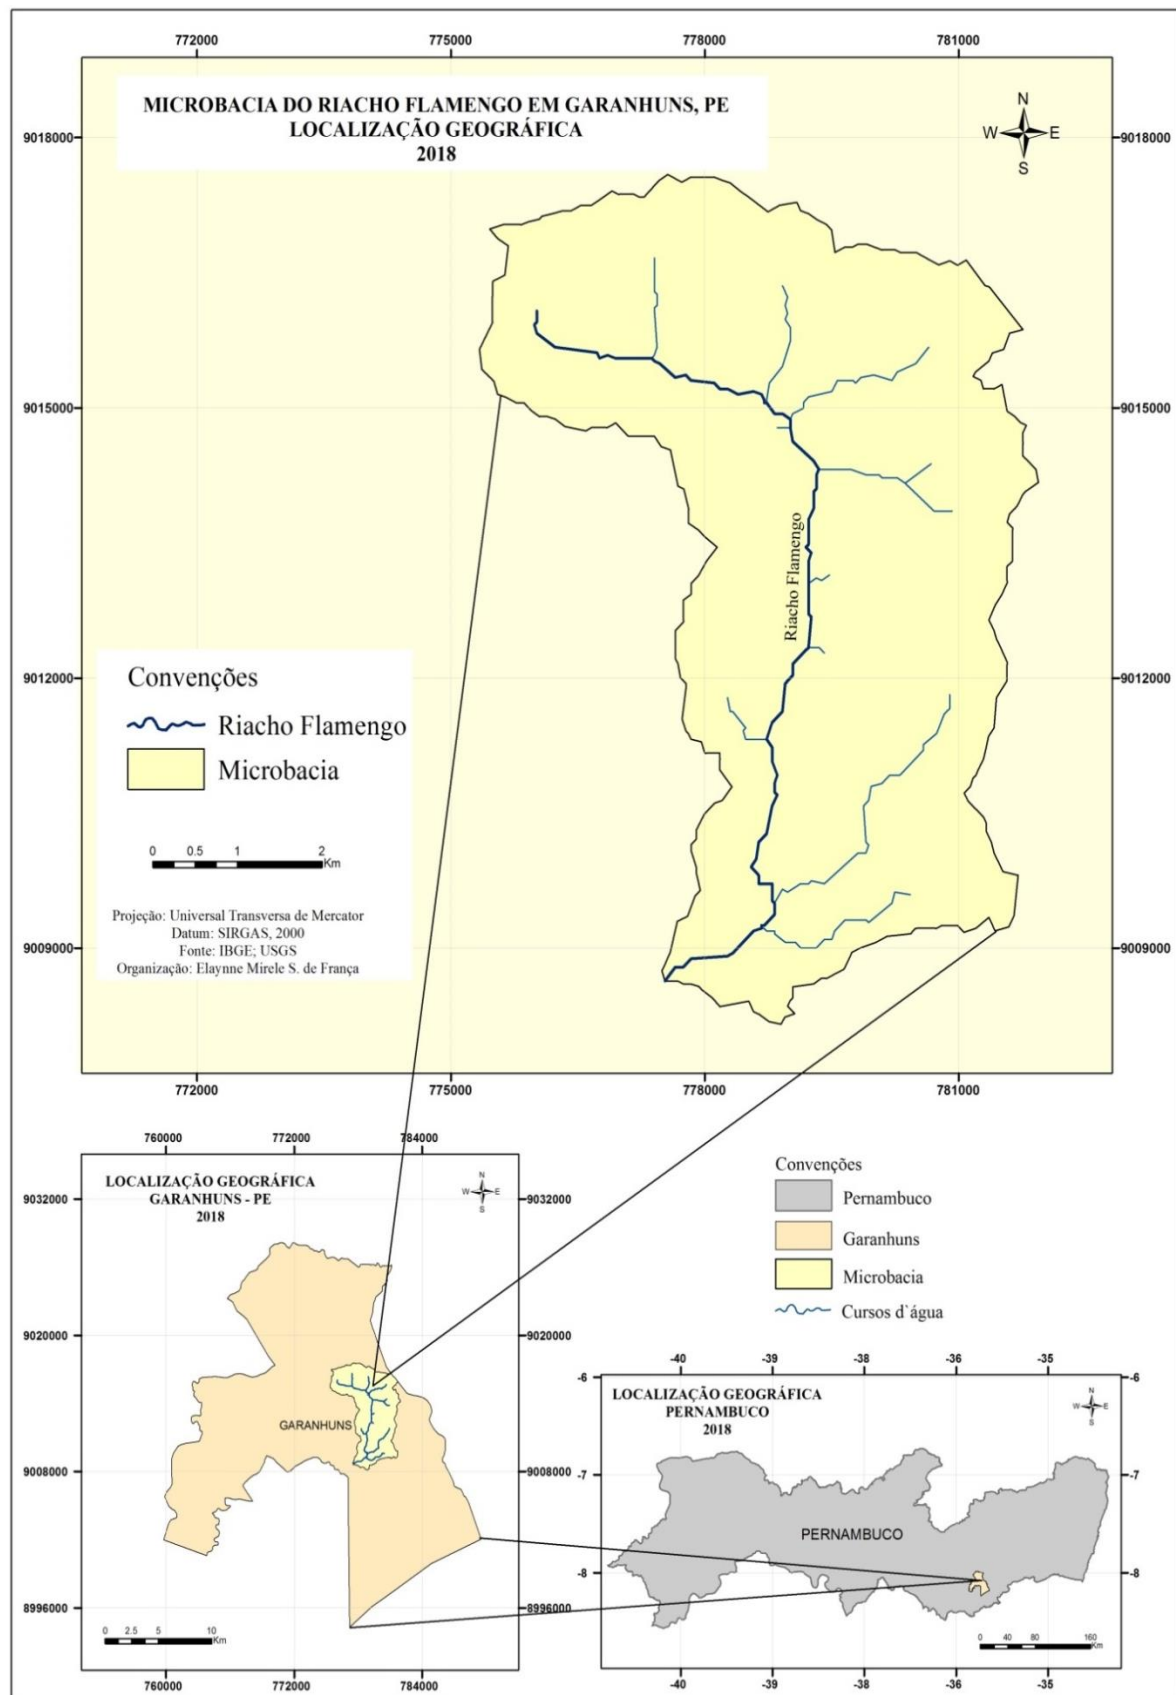 772000 775000 778000 781000
MICROBACIA DO RIACHO FLAMENGO EM GARANHUNS, PE
LOCALIZAÇÃO GEOGRÁFICA
2018
N
W E
S
9018000 9018000
9015000 9015000
Riacho Flamengo
9012000 9012000
Convenções
Riacho Flamengo
Microbacia
0 0.5 1 2
Km
Projeção: Universal Transversa de Mercator
Datum: SIRGAS, 2000
Fonte: IBGE; USGS
Organização: Elaynne Mirele S. de França
9009000 9009000
772000 775000 778000 781000
760000 772000 784000
LOCALIZAÇÃO GEOGRÁFICA
GARANHUNS - PE
2018
N
W E
S
9032000 9032000
9020000 9020000
GARANHUNS
9008000 9008000
8996000 8996000
0 2.5 5 10
Km
760000 772000 784000
Convenções
Pernambuco
Garanhuns
Microbacia
Cursos d`água
-40 -39 -38 -36 -35
-6 -6
LOCALIZAÇÃO GEOGRÁFICA
PERNAMBUCO
2018
N
W E
S
-7 -7
PERNAMBUCO
-8 -8
0 40 80 160
Km
-40 -39 -38 -36 -35